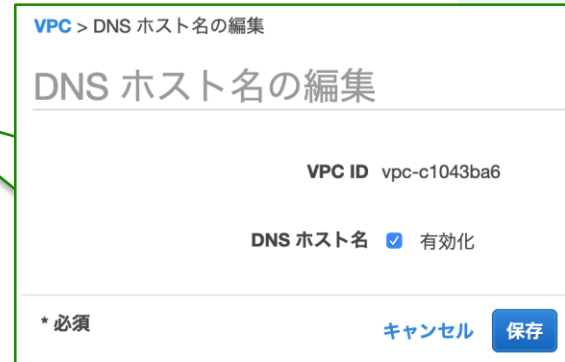 VPC > DNS ホスト名の編集
DNS ホスト名の編集
VPC ID vpc-c1043ba6
DNS ホスト名 有効化
* 必須 キャンセル 保存